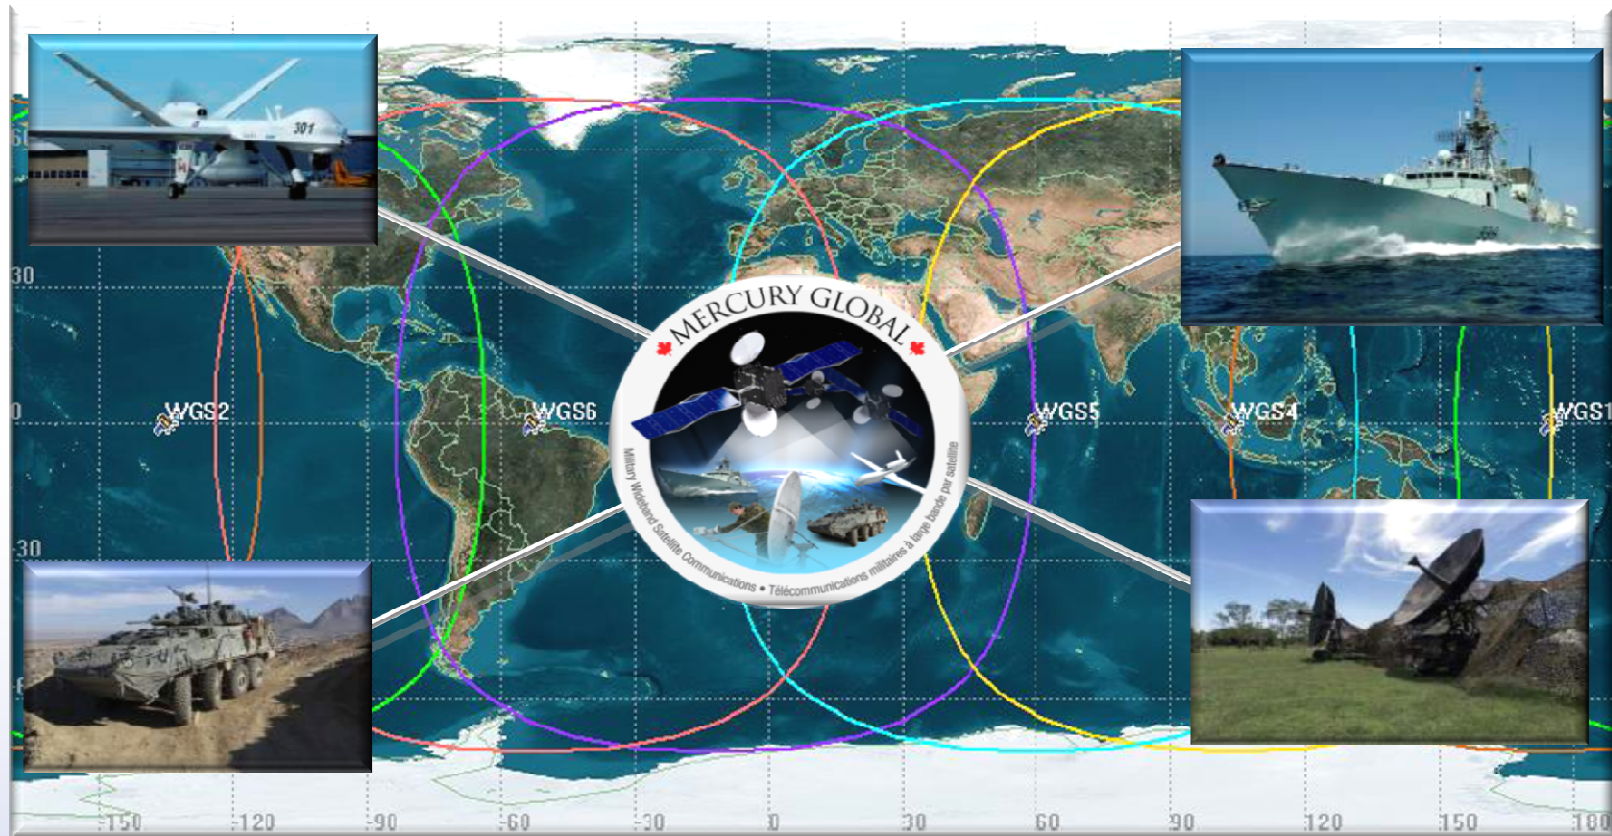 301
60
30
0
30
WGS2
WGS6
WGS5
WGS4
WGS1
MERCURY GLOBAL
Military Wideband Satellite Communications • Télécommunications militaires à large bande par satellite
-150
-120
-90
-60
-30
0
30
60
90
120
150
180